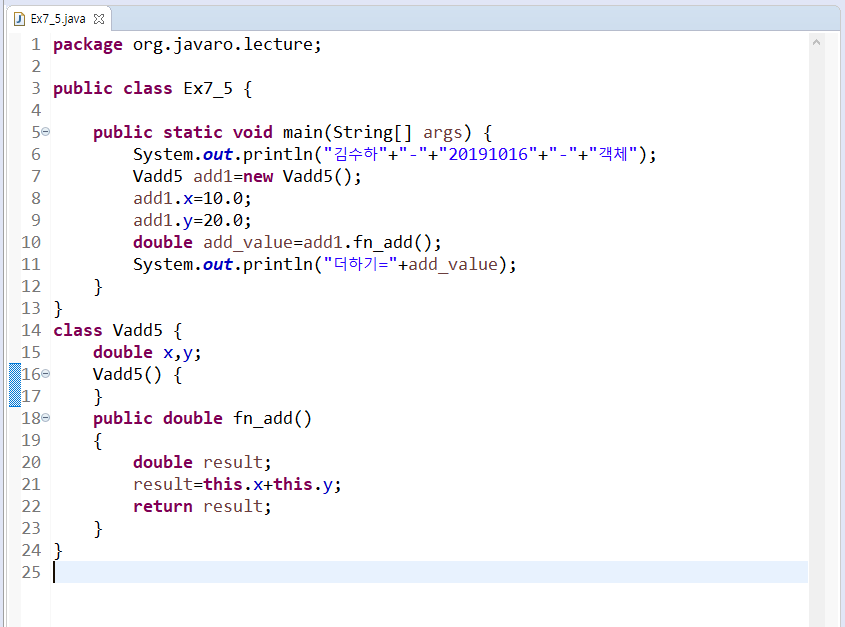 Ex7_5.java
1 package org.javaro.lecture;
2
3 public class Ex7_5 {
4
5     public static void main(String[] args) {
6         System.out.println("김수하"+"-"+"20191016"+"-"+"객체");
7         Vadd5 add1=new Vadd5();
8         add1.x=10.0;
9         add1.y=20.0;
10         double add_value=add1.fn_add();
11         System.out.println("더하기="+add_value);
12     }
13 }
14 class Vadd5 {
15     double x,y;
16     Vadd5() {
17     }
18     public double fn_add()
19     {
20         double result;
21         result=this.x+this.y;
22         return result;
23     }
24 }
25